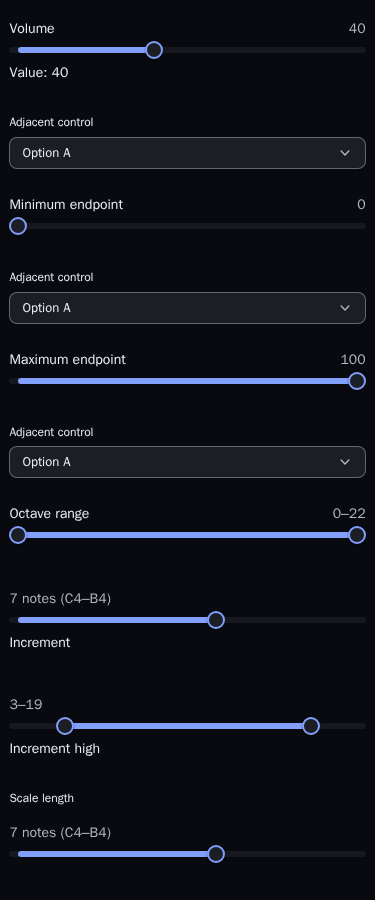 Volume 40
Value: 40
Adjacent control
Option A
Minimum endpoint 0
Adjacent control
Option A
Maximum endpoint 100
Adjacent control
Option A
Octave range 0–22
7 notes (C4–B4)
Increment
3–19
Increment high
Scale length
7 notes (C4–B4)